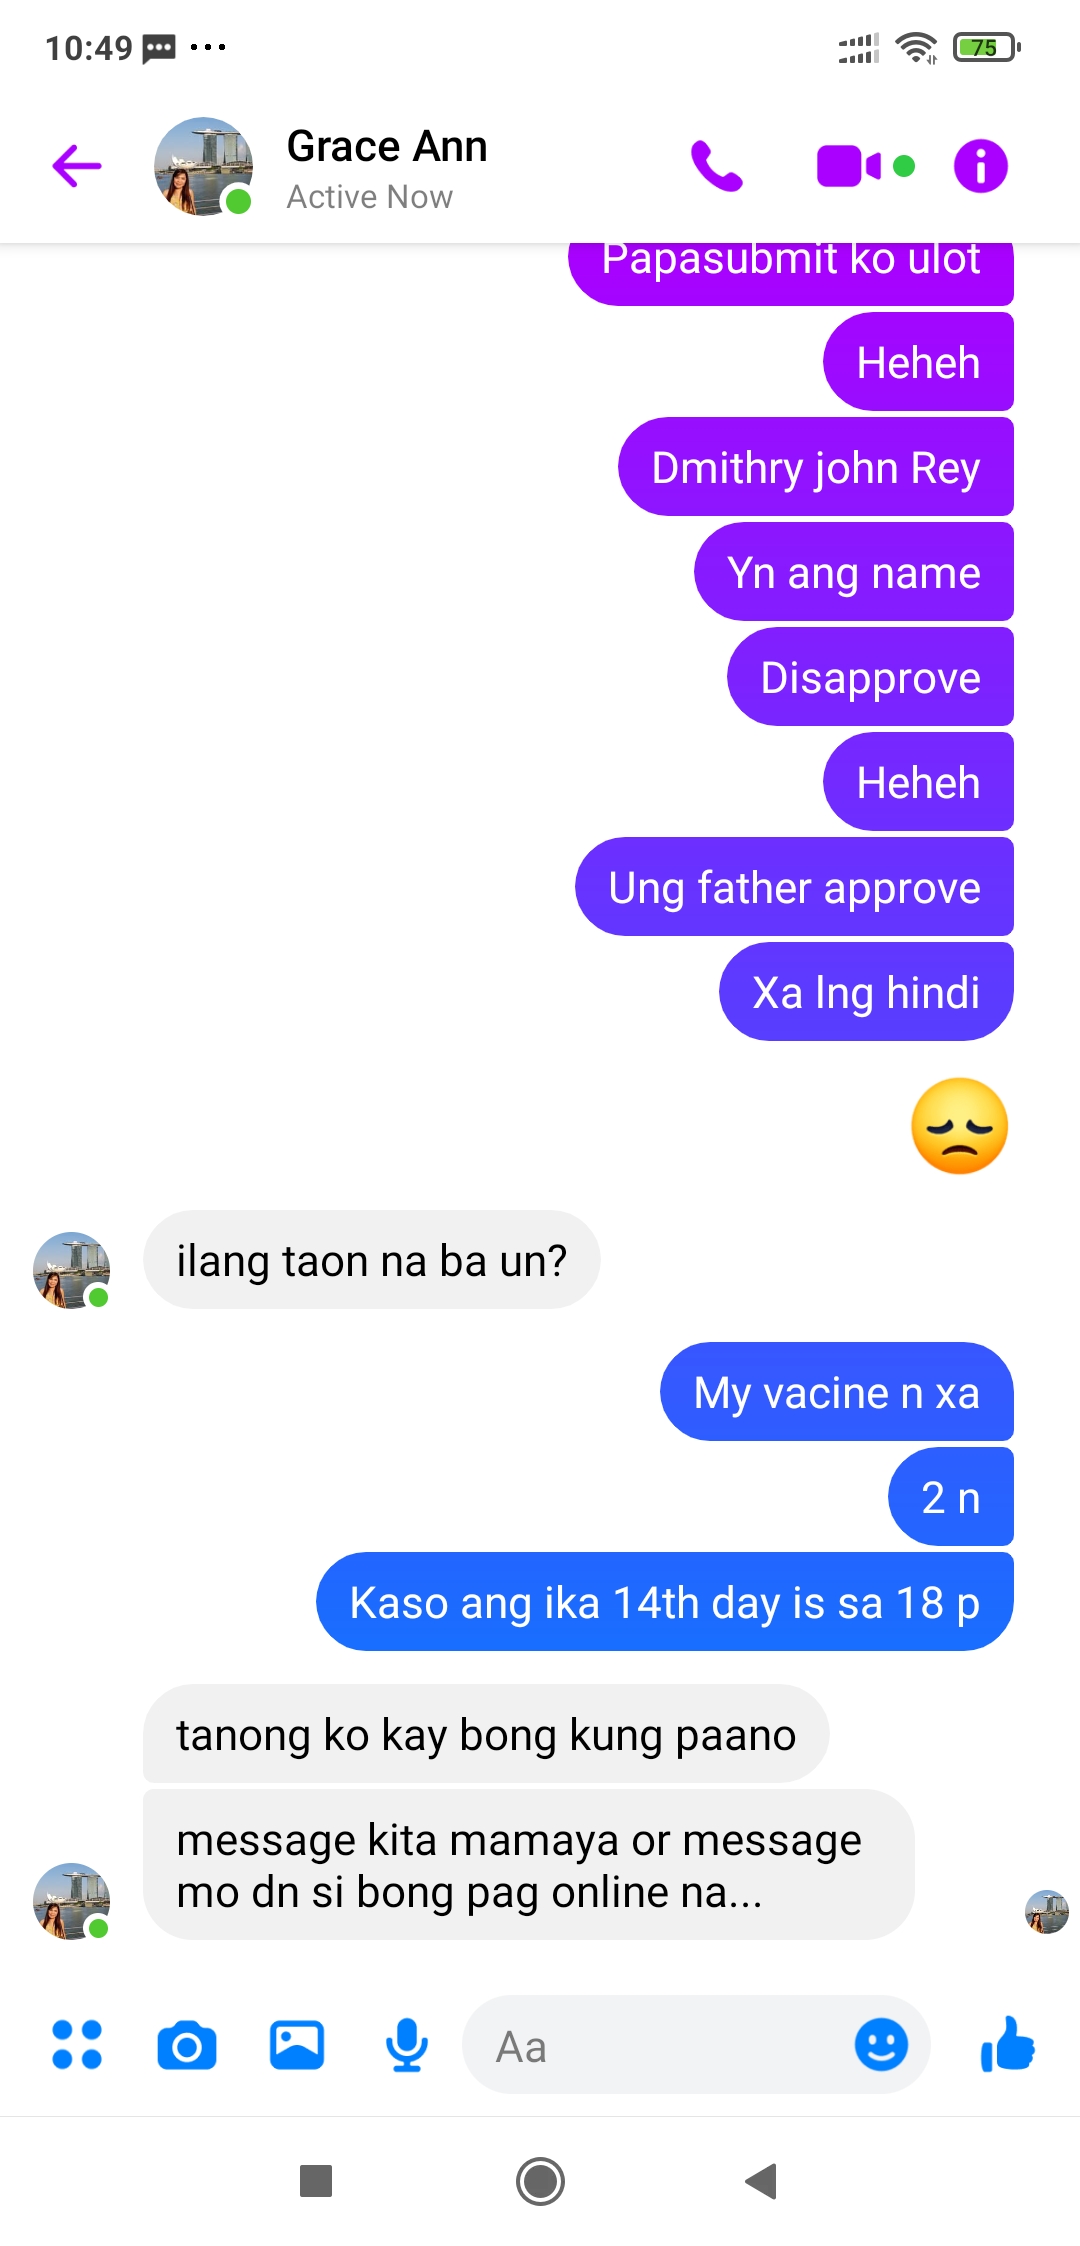 10:49
75
Grace Ann
Active Now
Papasubmit ko ulot
Heheh
Dmithry john Rey
Yn ang name
Disapprove
Heheh
Ung father approve
Xa lng hindi
ilang taon na ba un?
My vacine n xa
2 n
Kaso ang ika 14th day is sa 18 p
tanong ko kay bong kung paano
message kita mamaya or message
mo dn si bong pag online na...
Aa